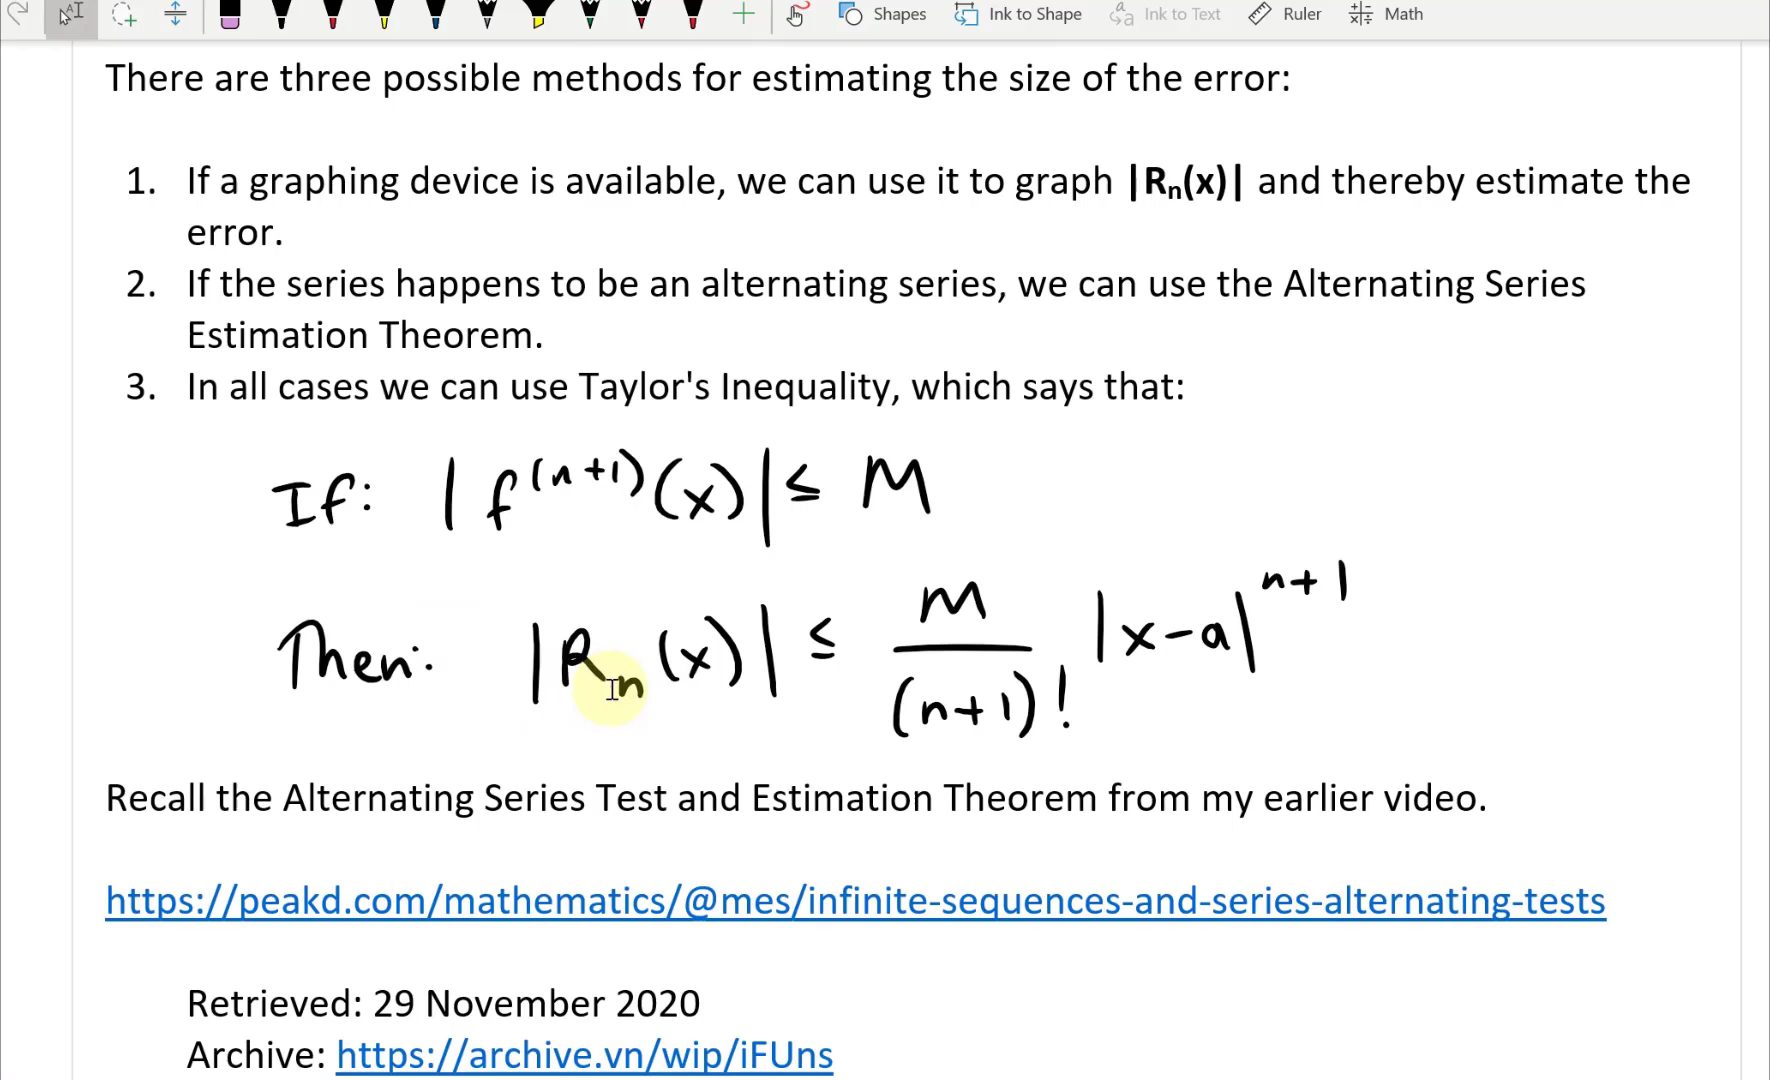 Shapes Ink to Shape Ink to Text Ruler Math
There are three possible methods for estimating the size of the error:
1. If a graphing device is available, we can use it to graph |Rₙ(x)| and thereby estimate the
error.
2. If the series happens to be an alternating series, we can use the Alternating Series
Estimation Theorem.
3. In all cases we can use Taylor's Inequality, which says that:
If: |f⁽ⁿ⁺¹⁾(x)| ≤ M
Then: |Rₙ(x)| ≤ M/(n+1)! |x-a|ⁿ⁺¹
Recall the Alternating Series Test and Estimation Theorem from my earlier video.
https://peakd.com/mathematics/@mes/infinite-sequences-and-series-alternating-tests
Retrieved: 29 November 2020
Archive: https://archive.vn/wip/iFUns